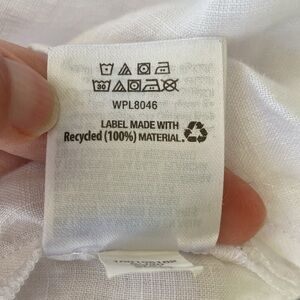 30
WPL8046
LABEL MADE WITH
Recycled (100%) MATERIAL.